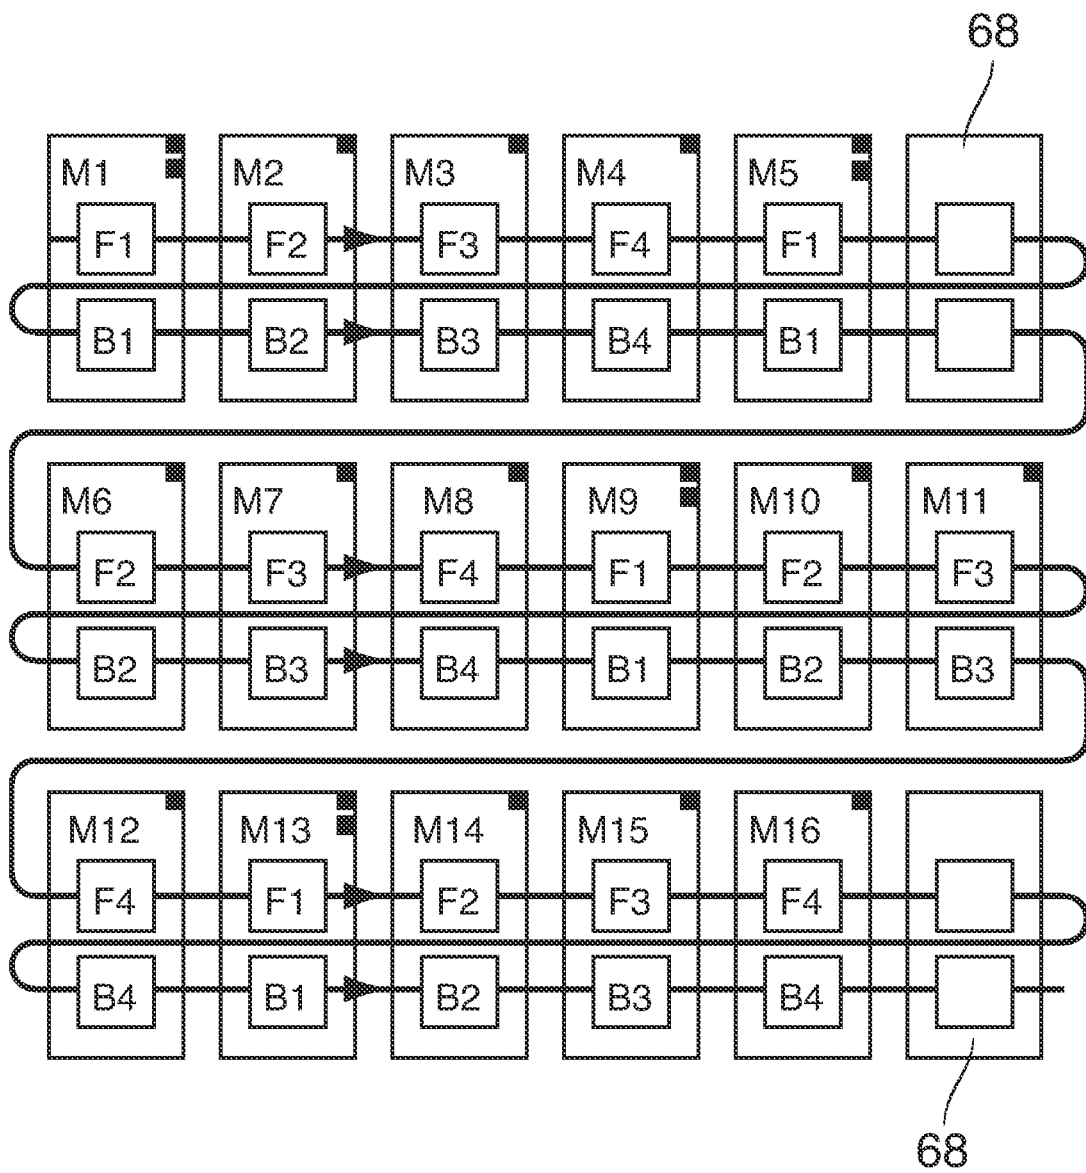 68
M1 M2 M3 M4 M5
F1 F2 F3 F4 F1
B1 B2 B3 B4 B1
M6 M7 M8 M9 M10 M11
F2 F3 F4 F1 F2 F3
B2 B3 B4 B1 B2 B3
M12 M13 M14 M15 M16
F4 F1 F2 F3 F4
B4 B1 B2 B3 B4
68